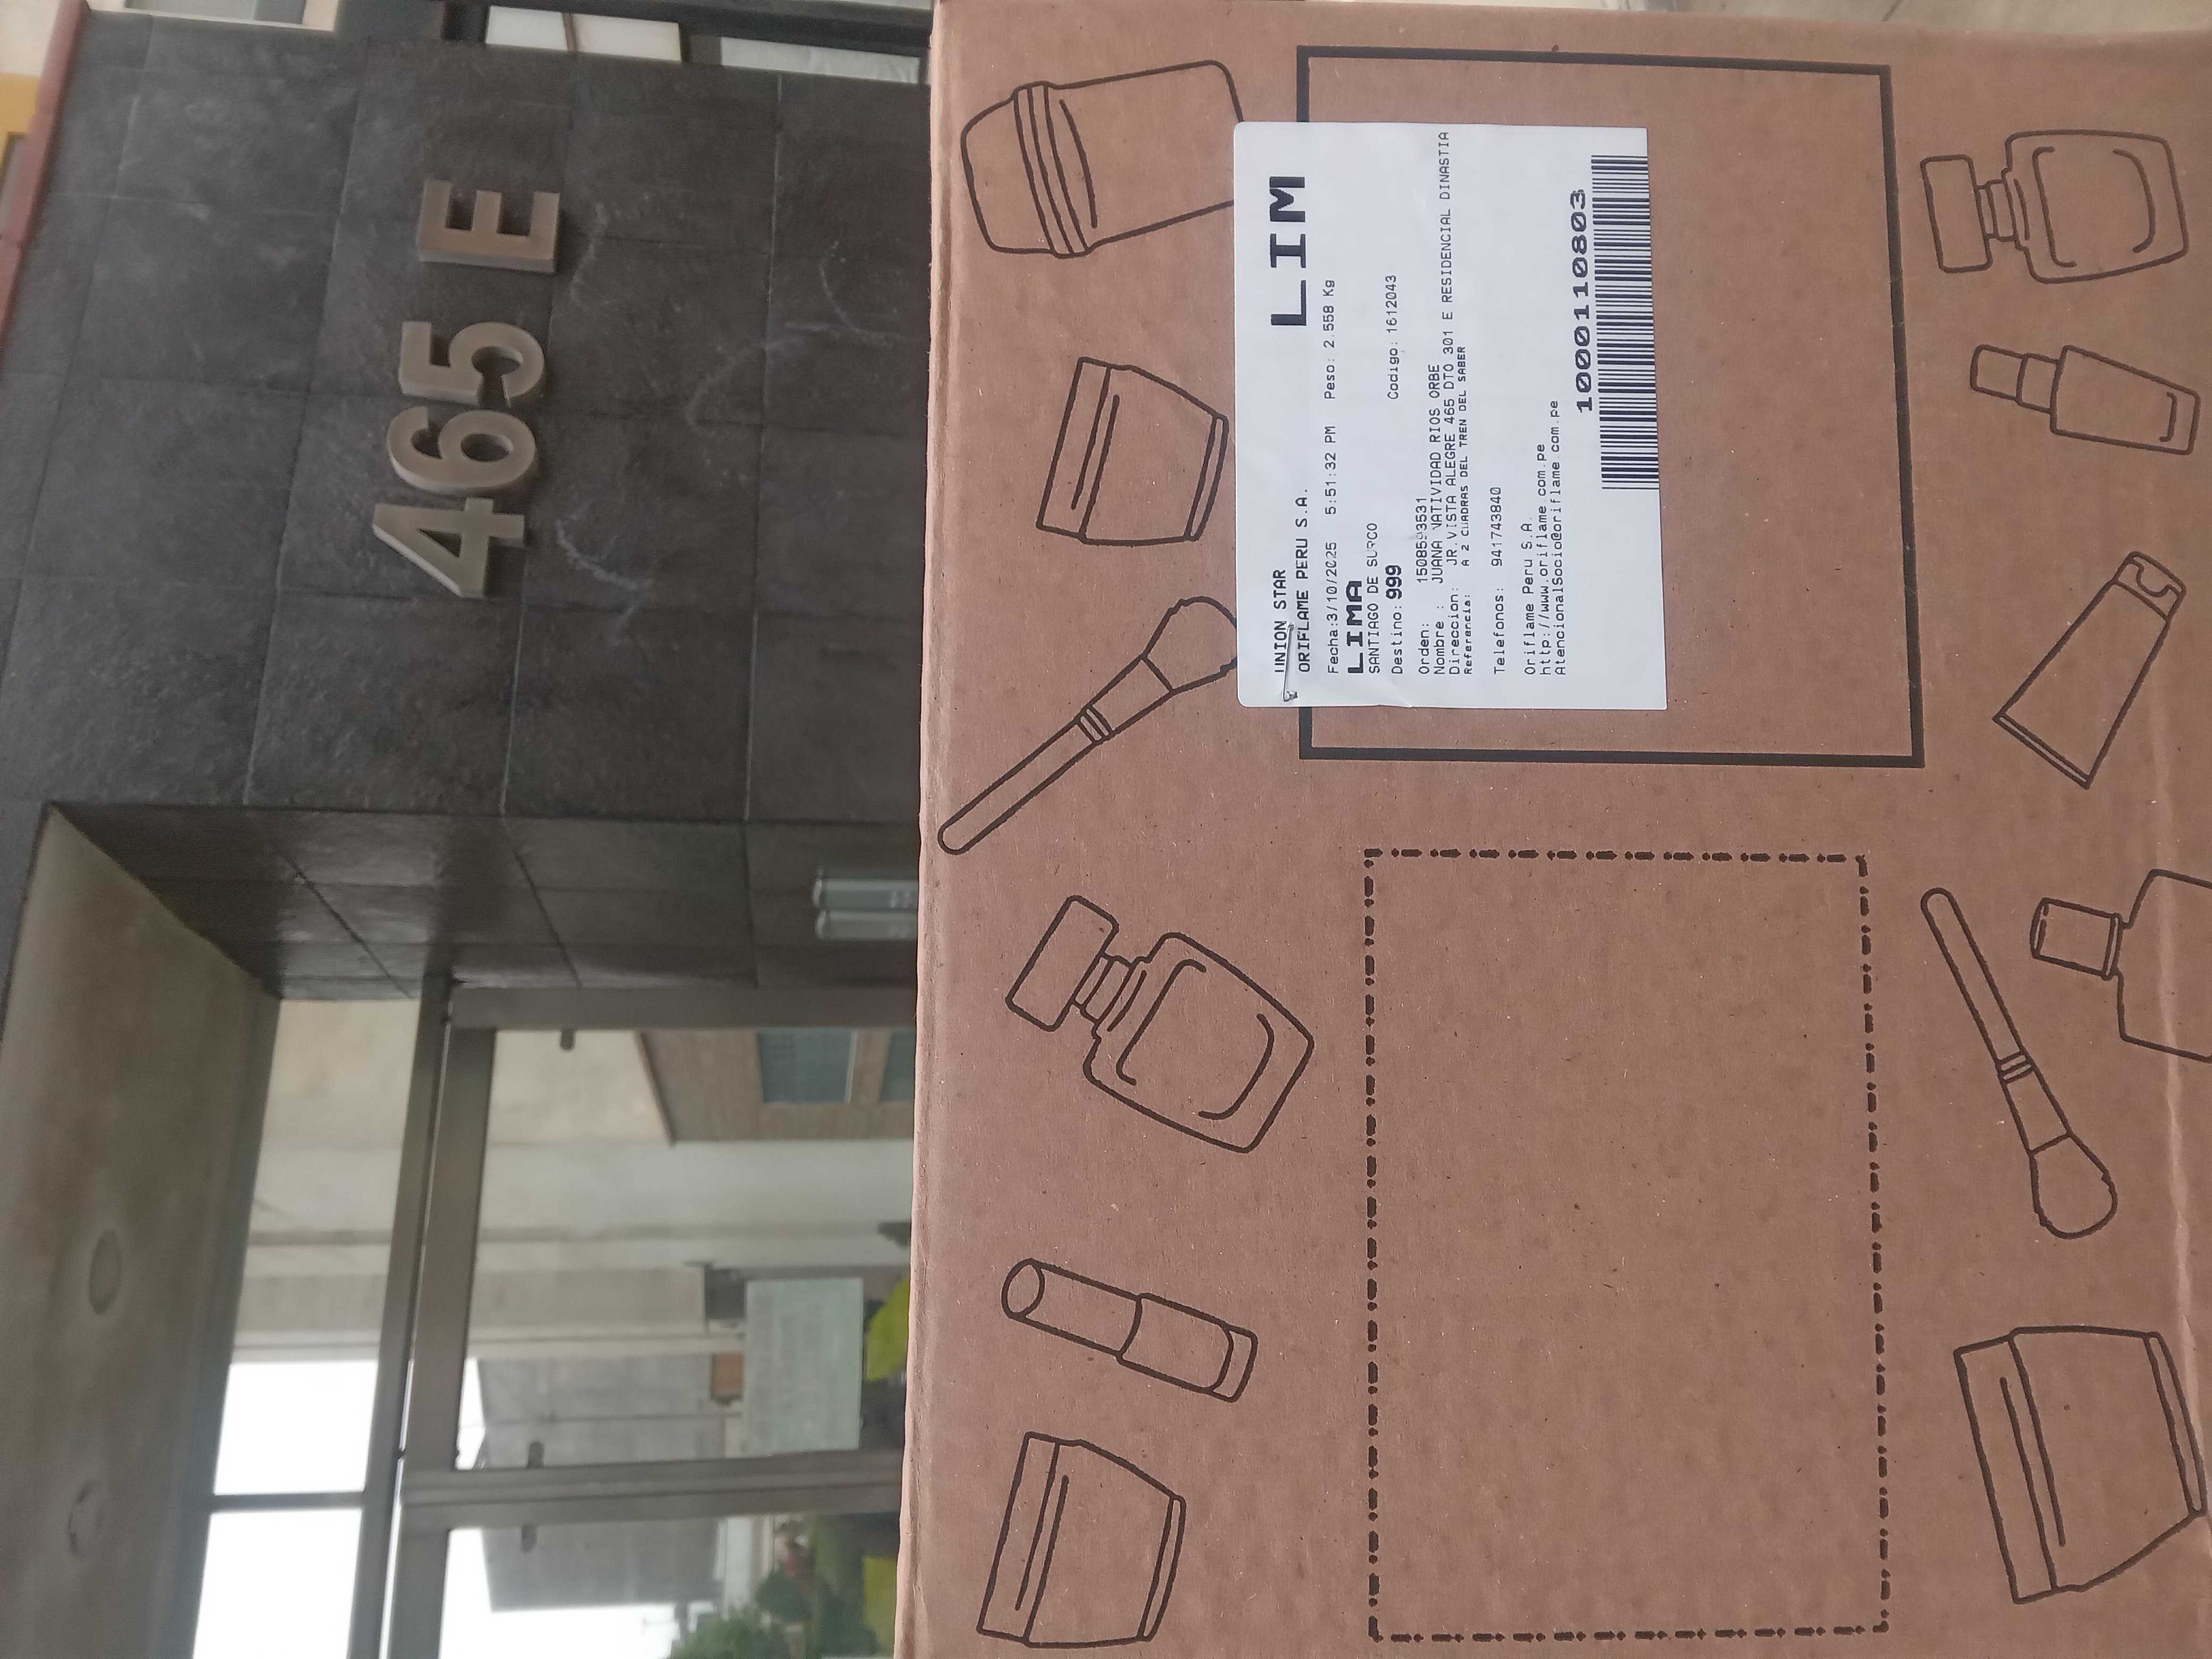 465 E
UNION STAR
ORIFLAME PERU S.A.
LIM
Fecha:3/10/2025 5:51:32 PM Peso: 2.558 Kg
LIMA
SANTIAGO DE SURCO
Destino: 999 Codigo: 1612043
Orden:
Nombre : JUANA NATIVIDAD RIOS ORBE
Direccion: JR.VISTA ALEGRE 465 DTO 301 E RESIDENCIAL DINASTIA
Referencia: A 2 CUADRAS DEL TREN DEL SABER
Telefonos: 941743840
Oriflame Peru S.A.
http://www.oriflame.com.pe
AtencionalSocio@oriflame.com.pe
1000110803